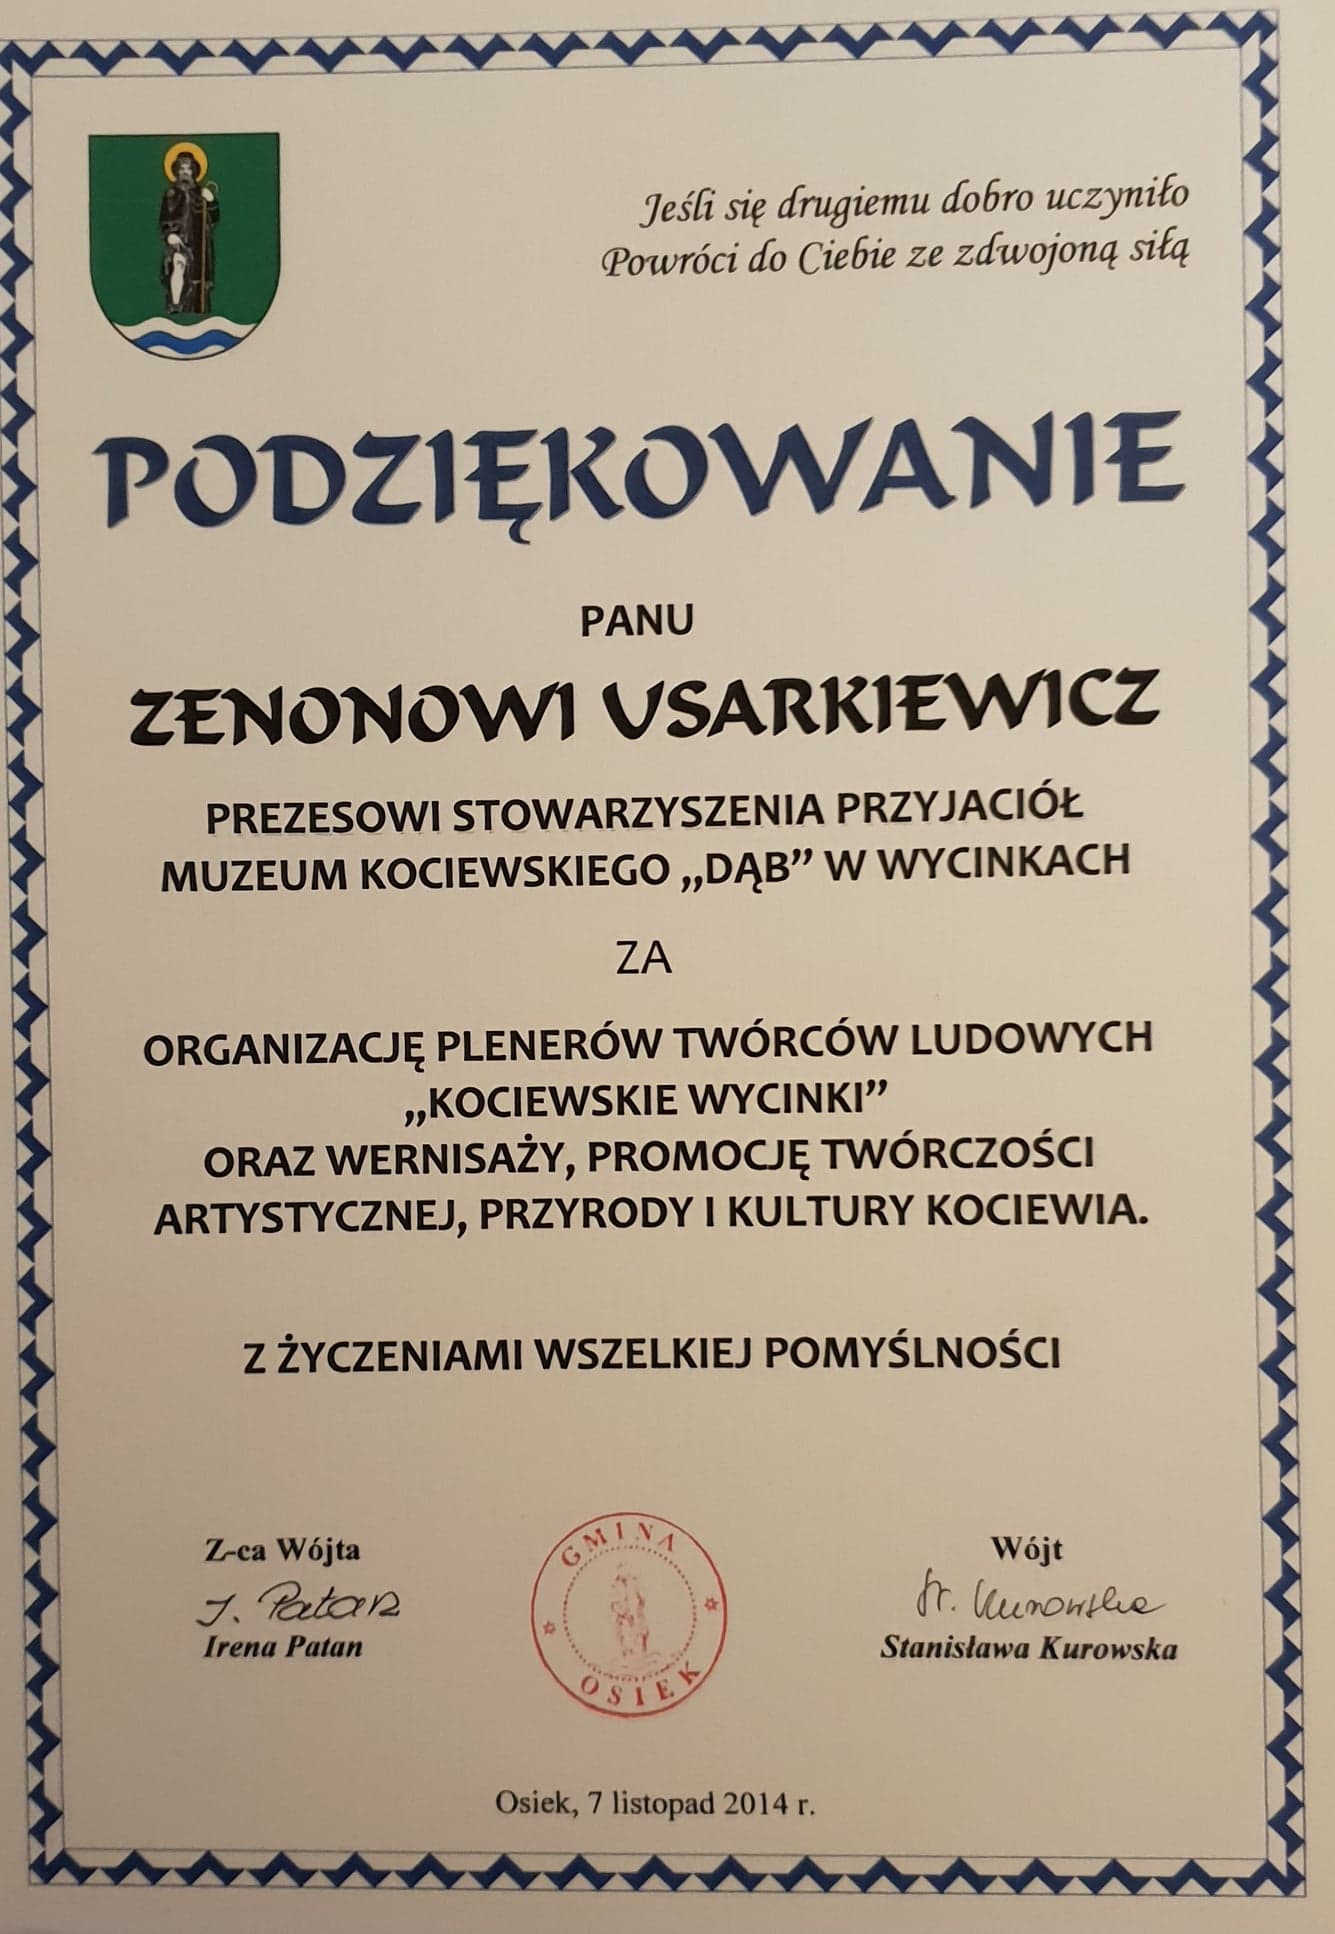 Jeśli się drugiemu dobro uczyniło
Powróci do Ciebie ze zdwojoną siłą
PODZIĘKOWANIE
PANU
ZENONOWI USARKIEWICZ
PREZESOWI STOWARZYSZENIA PRZYJACIÓŁ
MUZEUM KOCIEWSKIEGO ,,DĄB” W WYCINKACH
ZA
ORGANIZACJĘ PLENERÓW TWÓRCÓW LUDOWYCH
,,KOCIEWSKIE WYCINKI”
ORAZ WERNISAŻY, PROMOCJĘ TWÓRCZOŚCI
ARTYSTYCZNEJ, PRZYRODY I KULTURY KOCIEWIA.
Z ŻYCZENIAMI WSZELKIEJ POMYŚLNOŚCI
Z-ca Wójta
I. Patan
Irena Patan
GMINA
OSIEK
Wójt
St. Kurowska
Stanisława Kurowska
Osiek, 7 listopad 2014 r.